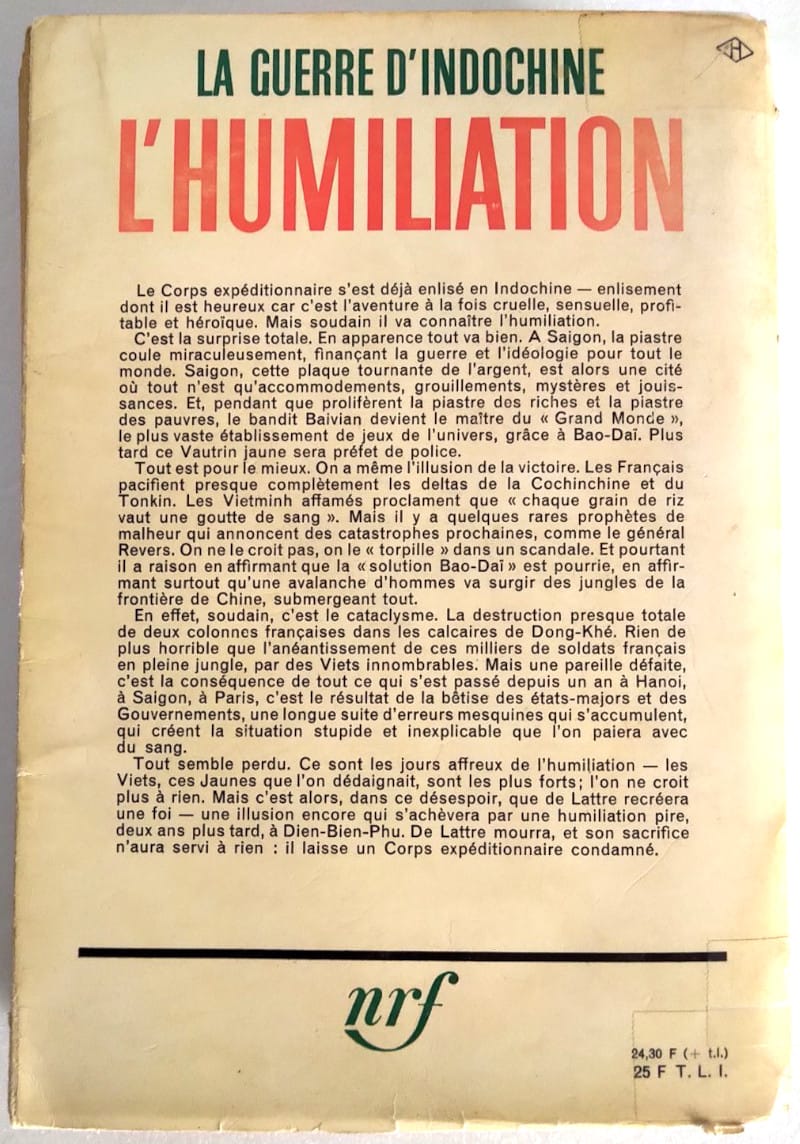 LA GUERRE D'INDOCHINE
L'HUMILIATION
Le Corps expéditionnaire s'est déjà enlisé en Indochine — enlisement
dont il est heureux car c'est l'aventure à la fois cruelle, sensuelle, profi-
table et héroïque. Mais soudain il va connaître l'humiliation.
C'est la surprise totale. En apparence tout va bien. A Saigon, la piastre
coule miraculeusement, finançant la guerre et l'idéologie pour tout le
monde. Saigon, cette plaque tournante de l'argent, est alors une cité
où tout n'est qu'accommodements, grouillements, mystères et jouis-
sances. Et, pendant que prolifèrent la piastre des riches et la piastre
des pauvres, le bandit Baivian devient le maître du « Grand Monde »,
le plus vaste établissement de jeux de l'univers, grâce à Bao-Daï. Plus
tard ce Vautrin jaune sera préfet de police.
Tout est pour le mieux. On a même l'illusion de la victoire. Les Français
pacifient presque complètement les deltas de la Cochinchine et du
Tonkin. Les Vietminh affamés proclament que « chaque grain de riz
vaut une goutte de sang ». Mais il y a quelques rares prophètes de
malheur qui annoncent des catastrophes prochaines, comme le général
Revers. On ne le croit pas, on le « torpille » dans un scandale. Et pourtant
il a raison en affirmant que la « solution Bao-Daï » est pourrie, en affir-
mant surtout qu'une avalanche d'hommes va surgir des jungles de la
frontière de Chine, submergeant tout.
En effet, soudain, c'est le cataclysme. La destruction presque totale
de deux colonnes françaises dans les calcaires de Dong-Khé. Rien de
plus horrible que l'anéantissement de ces milliers de soldats français
en pleine jungle, par des Viets innombrables. Mais une pareille défaite,
c'est la conséquence de tout ce qui s'est passé depuis un an à Hanoi,
à Saigon, à Paris, c'est le résultat de la bêtise des états-majors et des
Gouvernements, une longue suite d'erreurs mesquines qui s'accumulent,
qui créent la situation stupide et inexplicable que l'on paiera avec
du sang.
Tout semble perdu. Ce sont les jours affreux de l'humiliation — les
Viets, ces Jaunes que l'on dédaignait, sont les plus forts; l'on ne croit
plus à rien. Mais c'est alors, dans ce désespoir, que de Lattre recréera
une foi — une illusion encore qui s'achèvera par une humiliation pire,
deux ans plus tard, à Dien-Bien-Phu. De Lattre mourra, et son sacrifice
n'aura servi à rien : il laisse un Corps expéditionnaire condamné.
nrf
24,30 F (+ t.l.)
25 F T. L. I.